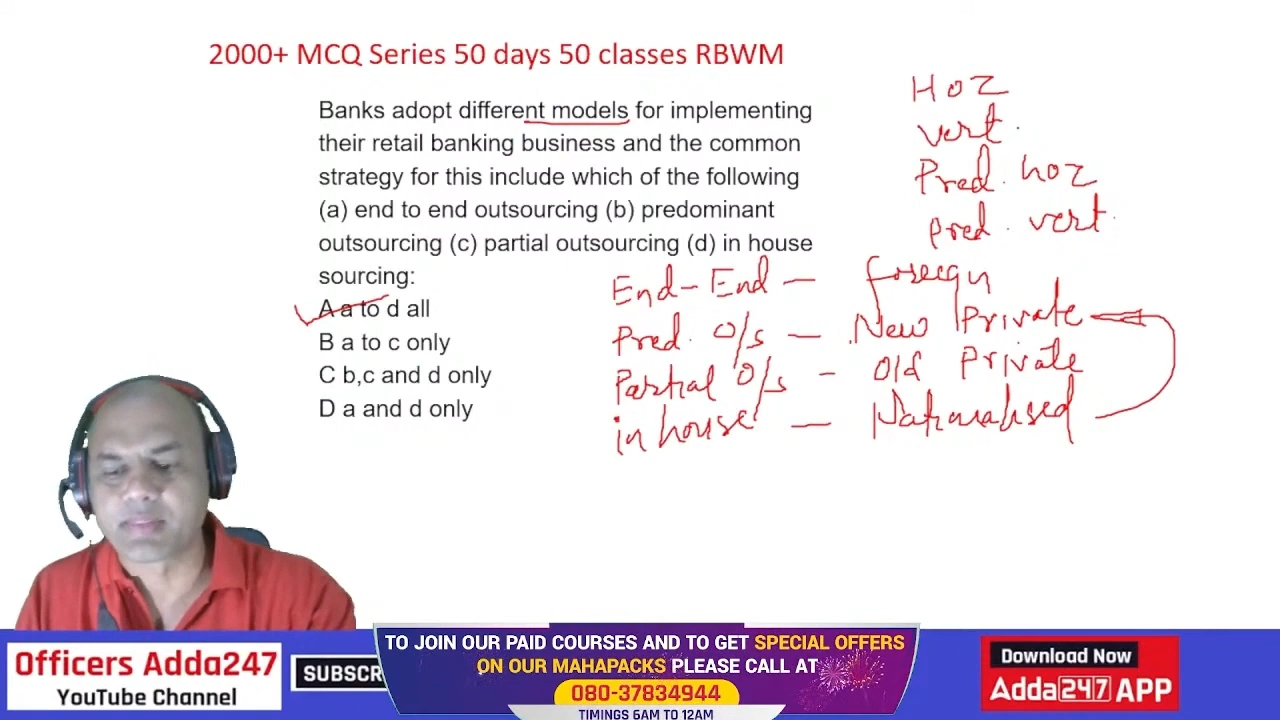 2000+ MCQ Series 50 days 50 classes RBWM
Banks adopt different models for implementing
their retail banking business and the common
strategy for this include which of the following
(a) end to end outsourcing (b) predominant
outsourcing (c) partial outsourcing (d) in house
sourcing:
A a to d all
B a to c only
C b,c and d only
D a and d only
Hoz
vert.
Pred. hoz
pred. vert.
End-End - foreign
Pred. O/s - New Private
Partial O/s - Old Private
in house - Nationalised
Officers Adda247
YouTube Channel
SUBSCR
TO JOIN OUR PAID COURSES AND TO GET SPECIAL OFFERS
ON OUR MAHAPACKS PLEASE CALL AT
080-37834944
TIMINGS 6AM TO 12AM
Download Now
Adda247 APP